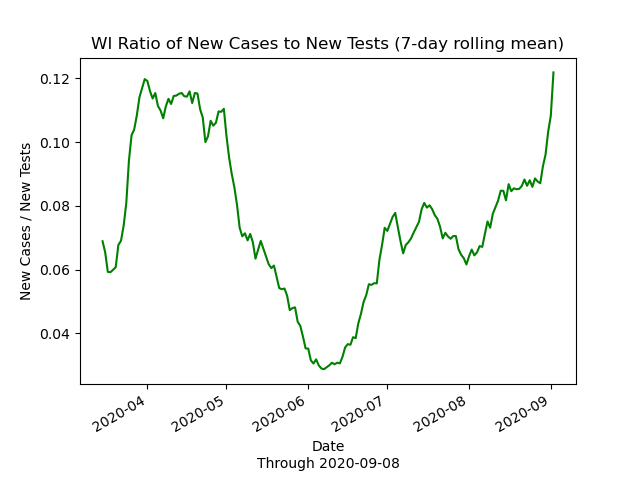 WI Ratio of New Cases to New Tests (7-day rolling mean)
New Cases / New Tests
0.12
0.10
0.08
0.06
0.04
2020-04
2020-05
2020-06
2020-07
2020-08
2020-09
Date
Through 2020-09-08